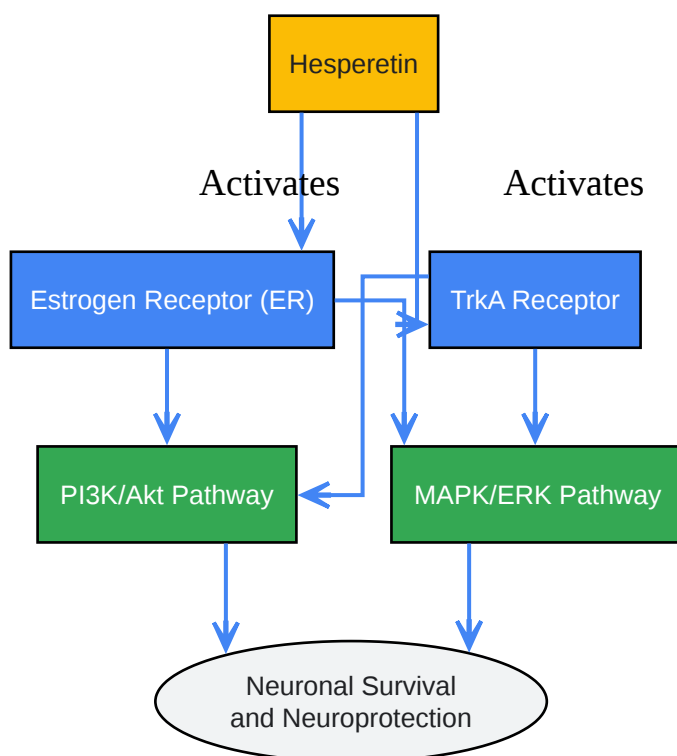 Hesperetin
Activates
Activates
Estrogen Receptor (ER)
TrkA Receptor
PI3K/Akt Pathway
MAPK/ERK Pathway
Neuronal Survival
and Neuroprotection